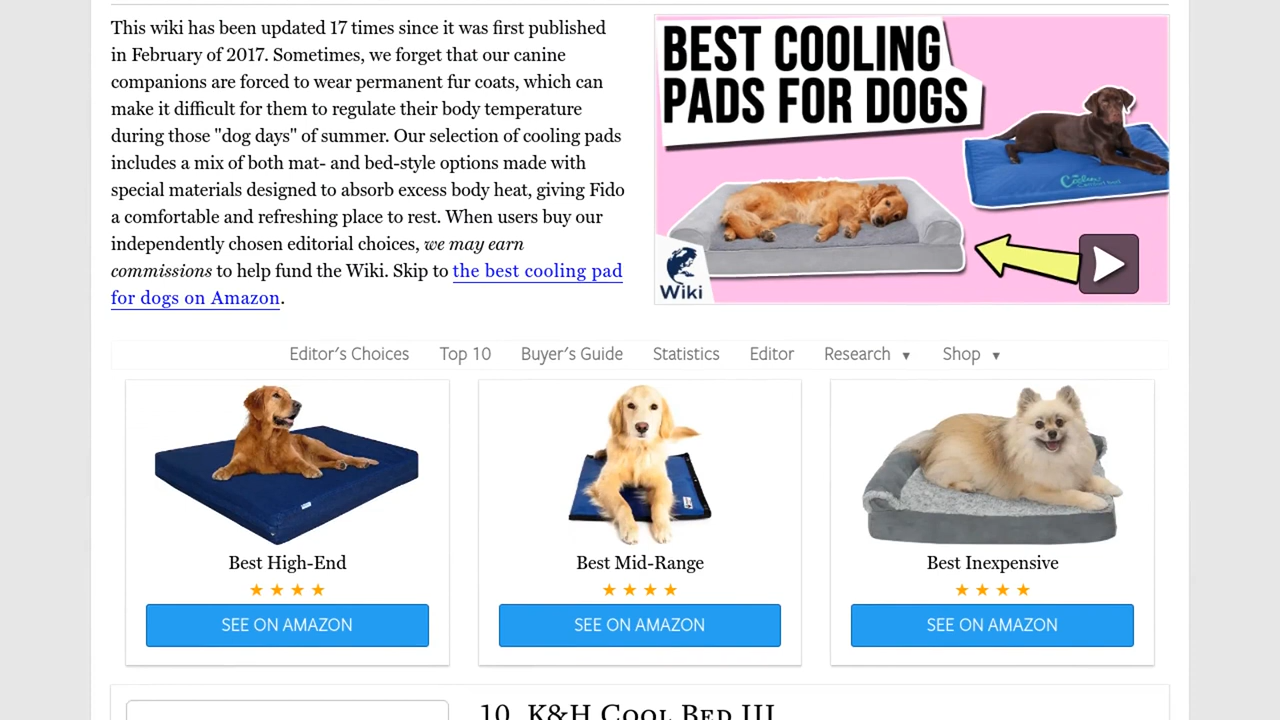 This wiki has been updated 17 times since it was first published
in February of 2017. Sometimes, we forget that our canine
companions are forced to wear permanent fur coats, which can
make it difficult for them to regulate their body temperature
during those "dog days" of summer. Our selection of cooling pads
includes a mix of both mat- and bed-style options made with
special materials designed to absorb excess body heat, giving Fido
a comfortable and refreshing place to rest. When users buy our
independently chosen editorial choices, we may earn
commissions to help fund the Wiki. Skip to the best cooling pad
for dogs on Amazon.
BEST COOLING
PADS FOR DOGS
Wiki
Editor's Choices Top 10 Buyer's Guide Statistics Editor Research ▼ Shop ▼
Best High-End
SEE ON AMAZON
Best Mid-Range
SEE ON AMAZON
Best Inexpensive
SEE ON AMAZON
10. K&H Cool Bed III